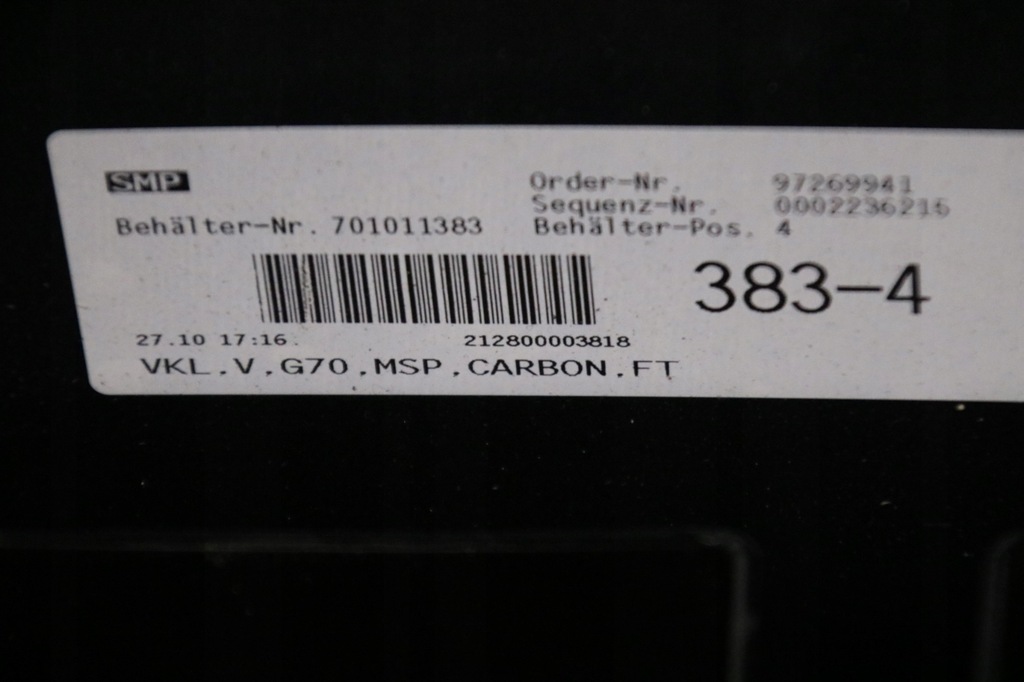 SMP
Order-Nr. 97269941
Sequenz-Nr. 0002236216
Behälter-Nr. 701011383
Behälter-Pos. 4
383-4
27.10 17:16.
212800003818
VKL.V.G70.MSP.CARBON.FT